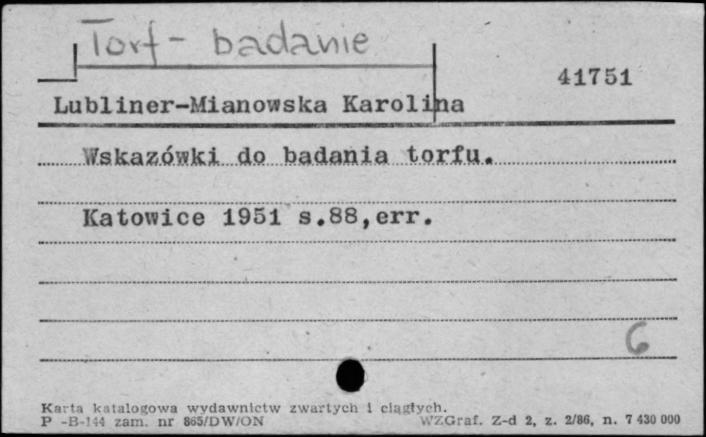 Torf - badanie
41751
Lubliner-Mianowska Karolina
Wskazówki do badania torfu.
Katowice 1951 s.88,err.
6
Karta katalogowa wydawnictw zwartych i ciągłych.
P -B-144 zam. nr 865/DW/ON WZGraf. Z-d 2, z. 2/86, n. 7 430 000